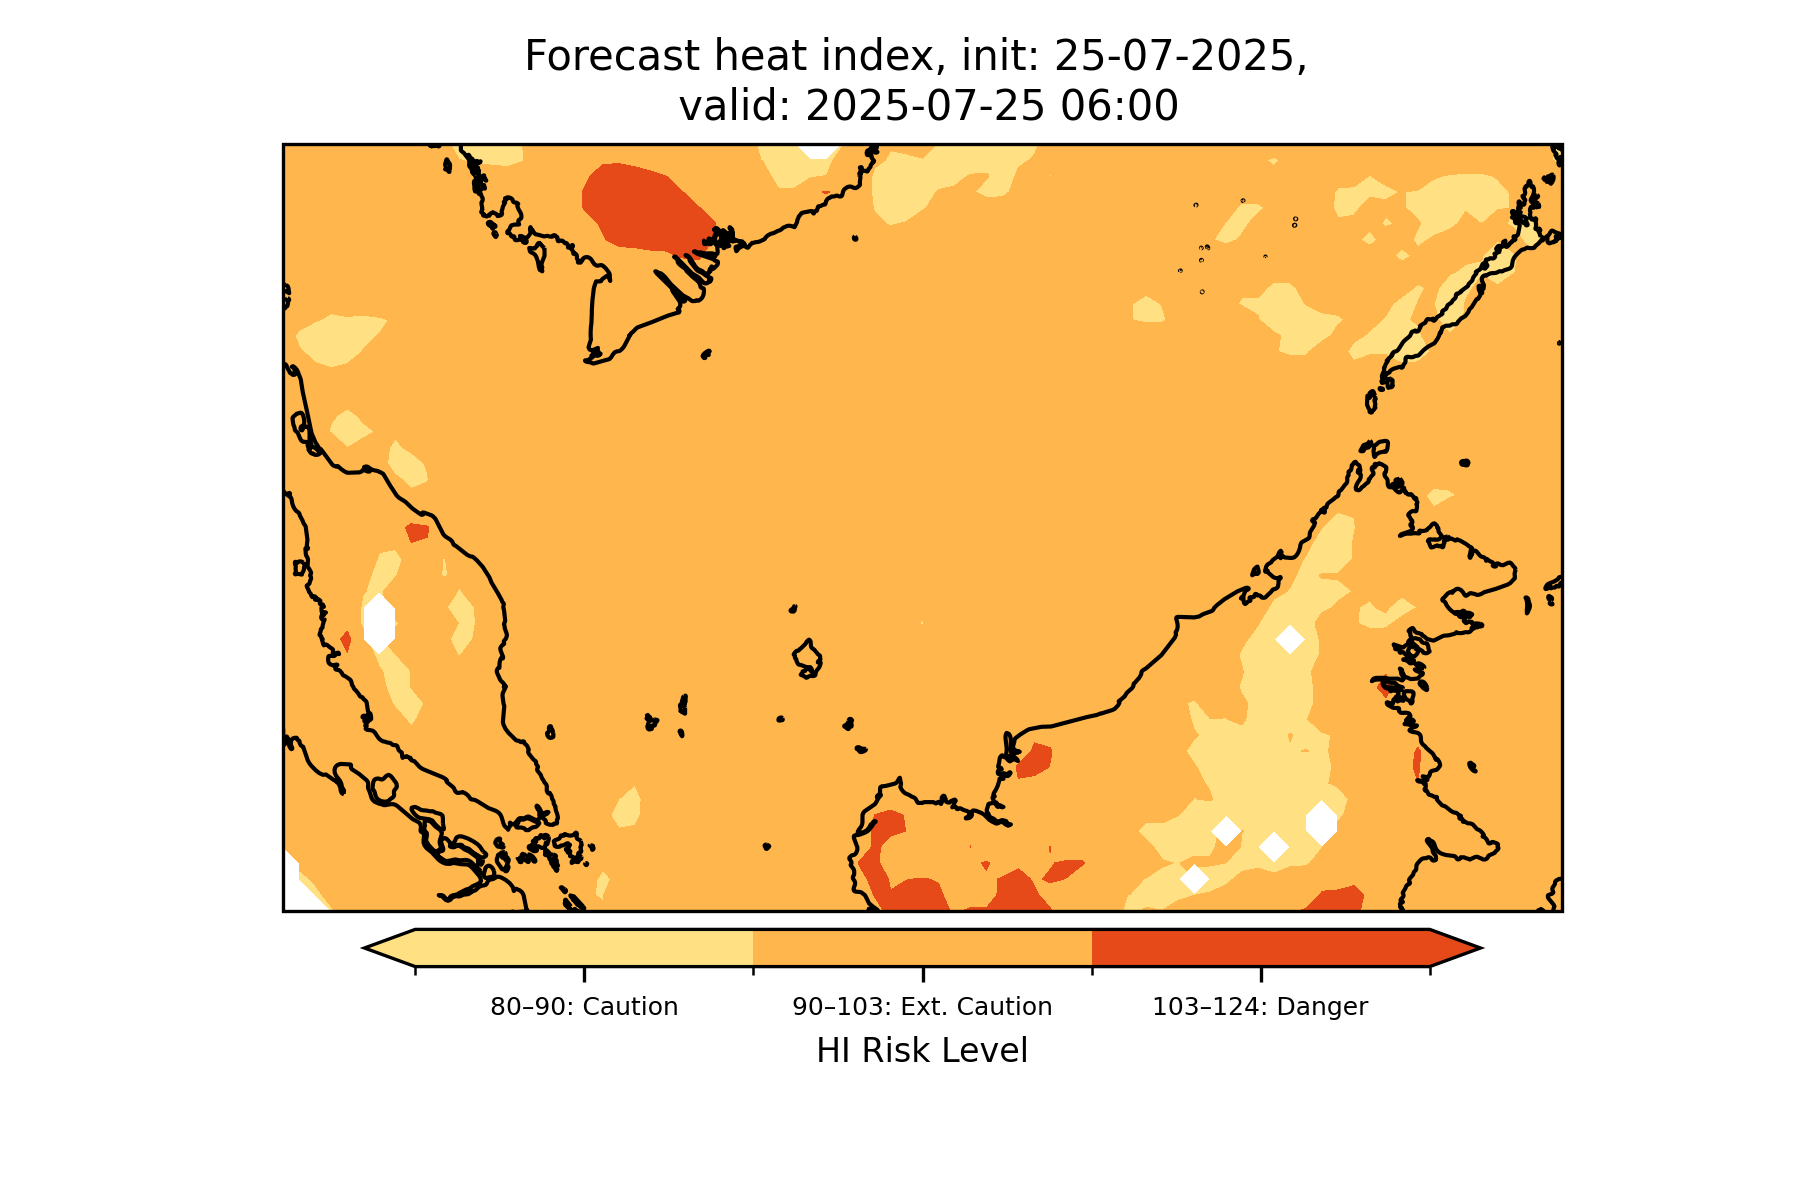 Forecast heat index, init: 25-07-2025,
valid: 2025-07-25 06:00
80–90: Caution
90–103: Ext. Caution
103–124: Danger
HI Risk Level